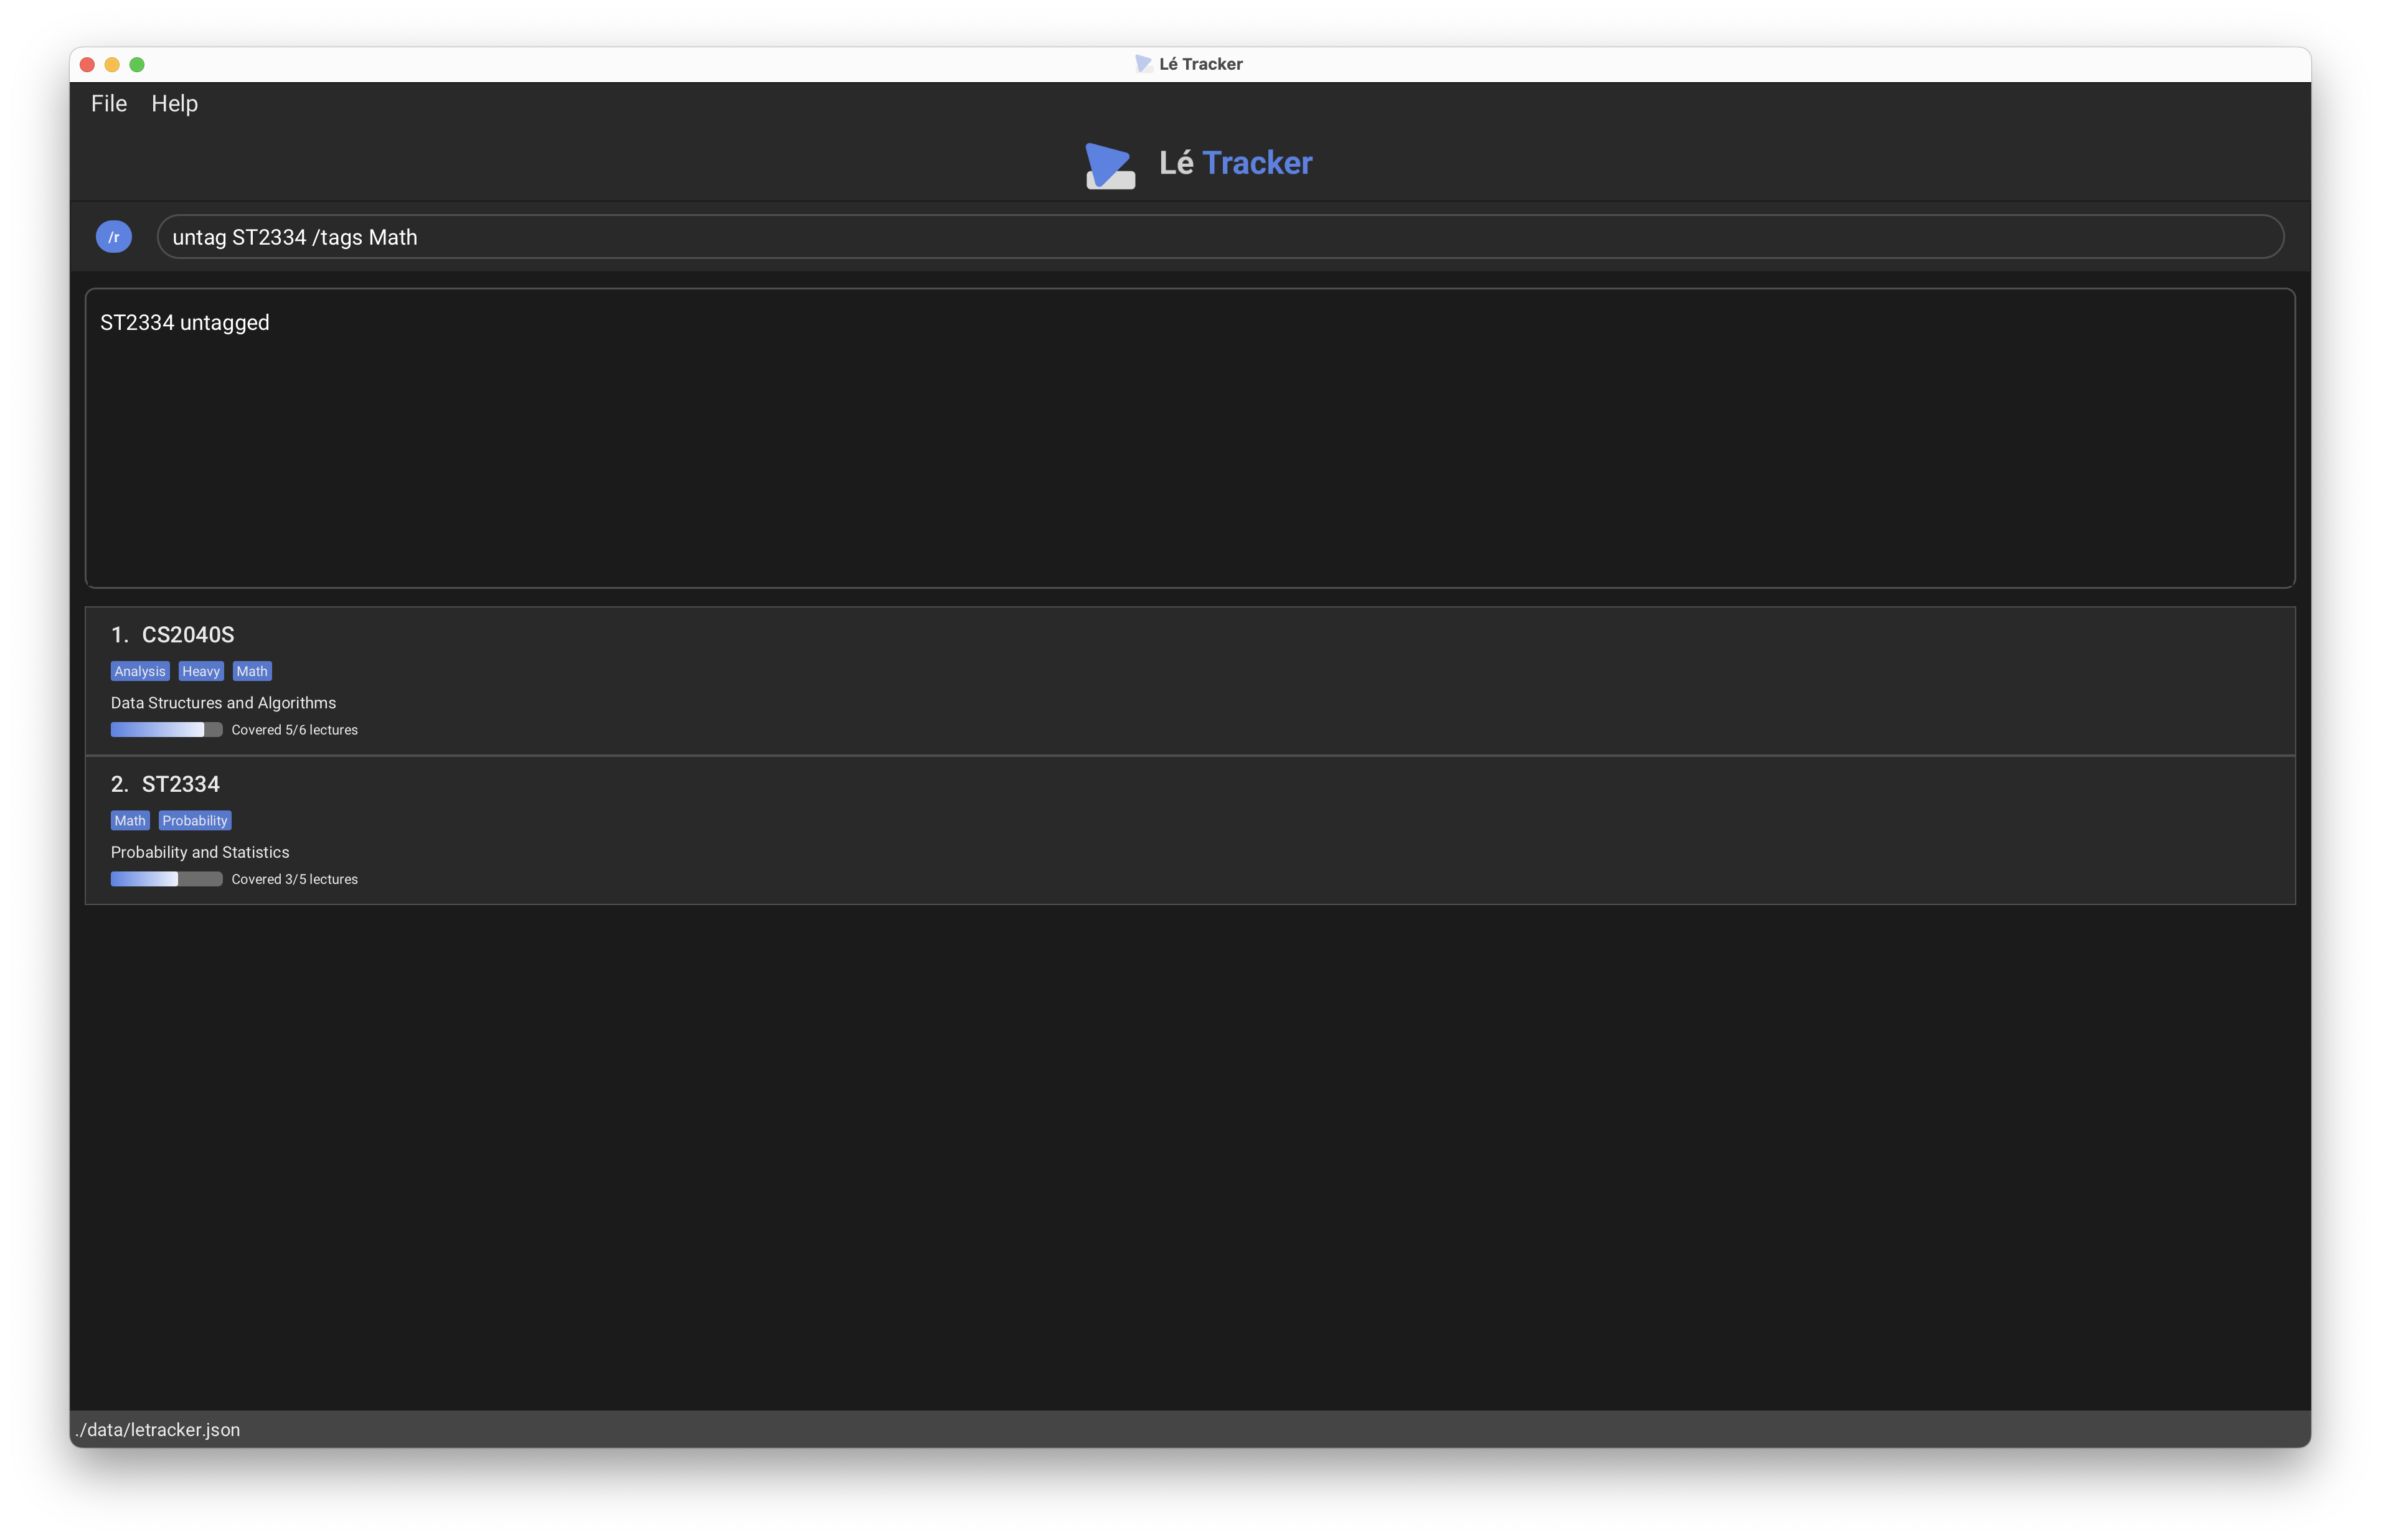 Lé Tracker
File Help
Lé Tracker
/r untag ST2334 /tags Math
ST2334 untagged
1. CS2040S
Analysis Heavy Math
Data Structures and Algorithms
Covered 5/6 lectures
2. ST2334
Math Probability
Probability and Statistics
Covered 3/5 lectures
./data/letracker.json